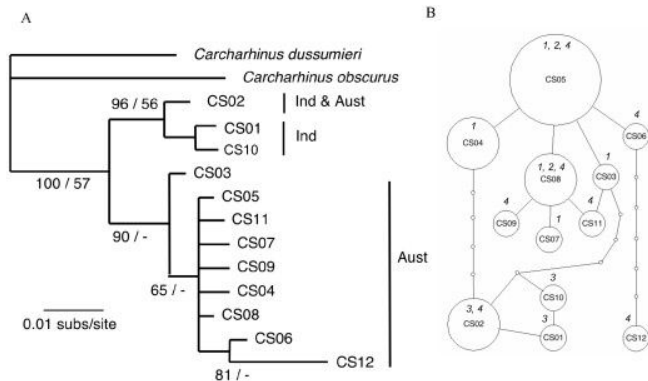 A
Carcharhinus dussumieri
Carcharhinus obscurus
96 / 56
CS02
Ind & Aust
CS01
Ind
CS10
100 / 57
CS03
90 / -
CS05
CS11
CS07
CS09
Aust
CS04
65 / -
CS08
CS06
CS12
81 / -
0.01 subs/site
B
1, 2, 4
CS05
1
CS04
4
CS06
1, 2, 4
CS08
1
CS03
4
CS09
1
CS07
4
CS11
3
CS10
3, 4
CS02
3
CS01
4
CS12